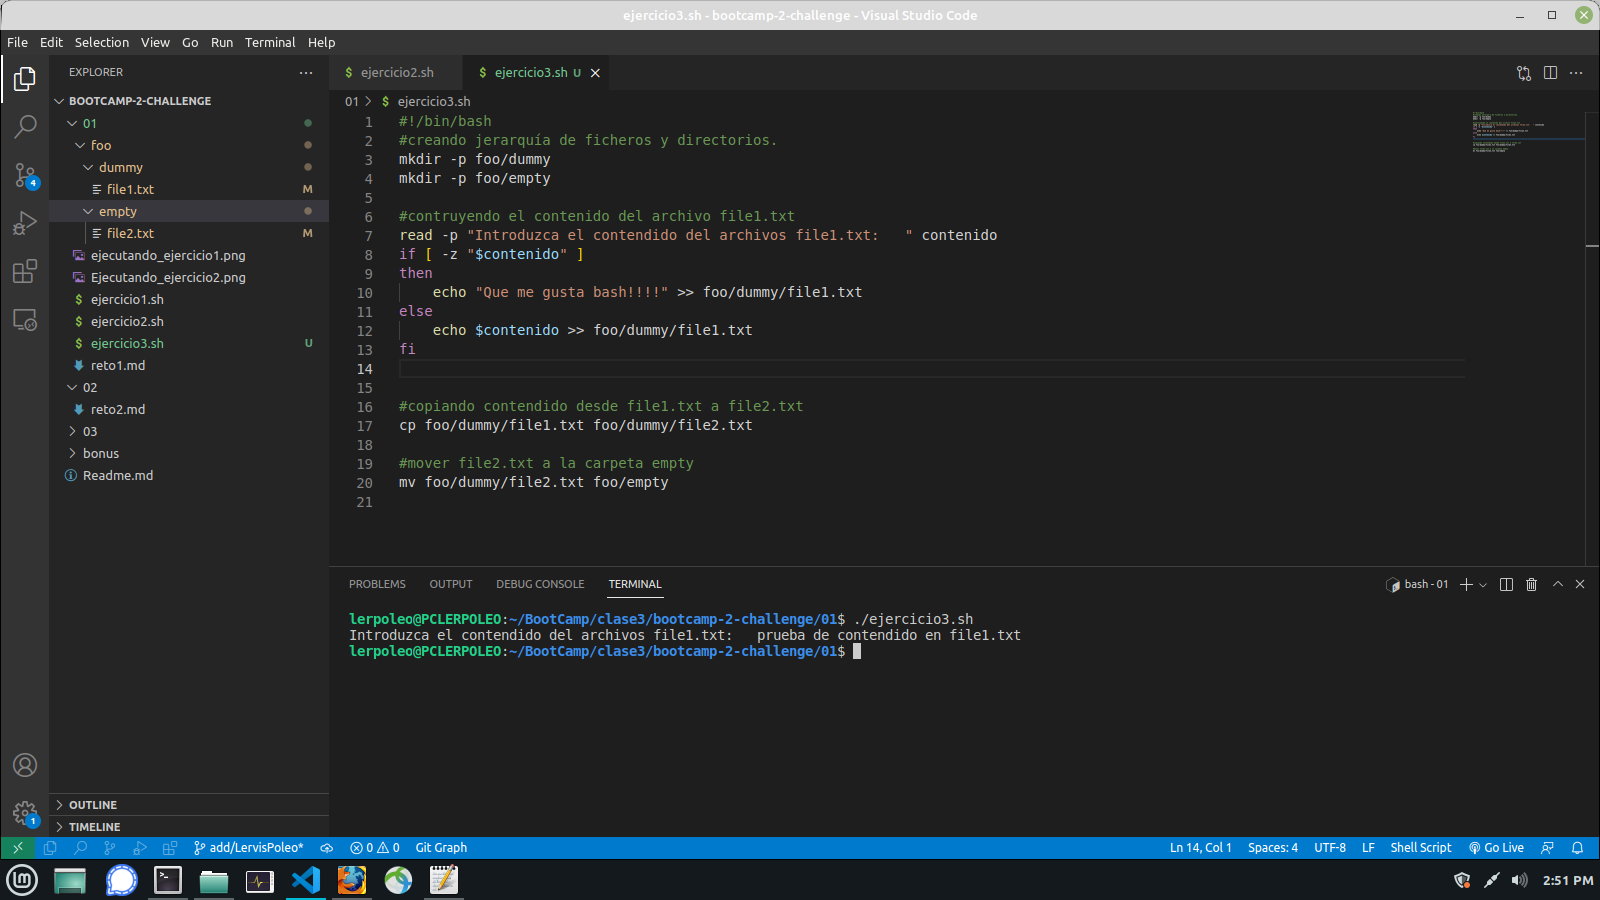 ejercicio3.sh - bootcamp-2-challenge - Visual Studio Code
File Edit Selection View Go Run Terminal Help
EXPLORER
BOOTCAMP-2-CHALLENGE
01
foo
dummy
file1.txt M
empty
file2.txt M
ejecutando_ejercicio1.png
Ejecutando_ejercicio2.png
ejercicio1.sh
ejercicio2.sh
ejercicio3.sh U
reto1.md
02
reto2.md
03
bonus
Readme.md
OUTLINE
TIMELINE
4
1
ejercicio2.sh ejercicio3.sh U
01 > ejercicio3.sh
1 #!/bin/bash
2 #creando jerarquía de ficheros y directorios.
3 mkdir -p foo/dummy
4 mkdir -p foo/empty
5
6 #contruyendo el contenido del archivo file1.txt
7 read -p "Introduzca el contendido del archivos file1.txt:   " contenido
8 if [ -z "$contenido" ]
9 then
10     echo "Que me gusta bash!!!!" >> foo/dummy/file1.txt
11 else
12     echo $contenido >> foo/dummy/file1.txt
13 fi
14
15
16 #copiando contendido desde file1.txt a file2.txt
17 cp foo/dummy/file1.txt foo/dummy/file2.txt
18
19 #mover file2.txt a la carpeta empty
20 mv foo/dummy/file2.txt foo/empty
21
PROBLEMS OUTPUT DEBUG CONSOLE TERMINAL
bash - 01
lerpoleo@PCLERPOLEO:~/BootCamp/clase3/bootcamp-2-challenge/01$ ./ejercicio3.sh
Introduzca el contendido del archivos file1.txt:   prueba de contendido en file1.txt
lerpoleo@PCLERPOLEO:~/BootCamp/clase3/bootcamp-2-challenge/01$
add/LervisPoleo* 0 0 Git Graph Ln 14, Col 1 Spaces: 4 UTF-8 LF Shell Script Go Live
2:51 PM